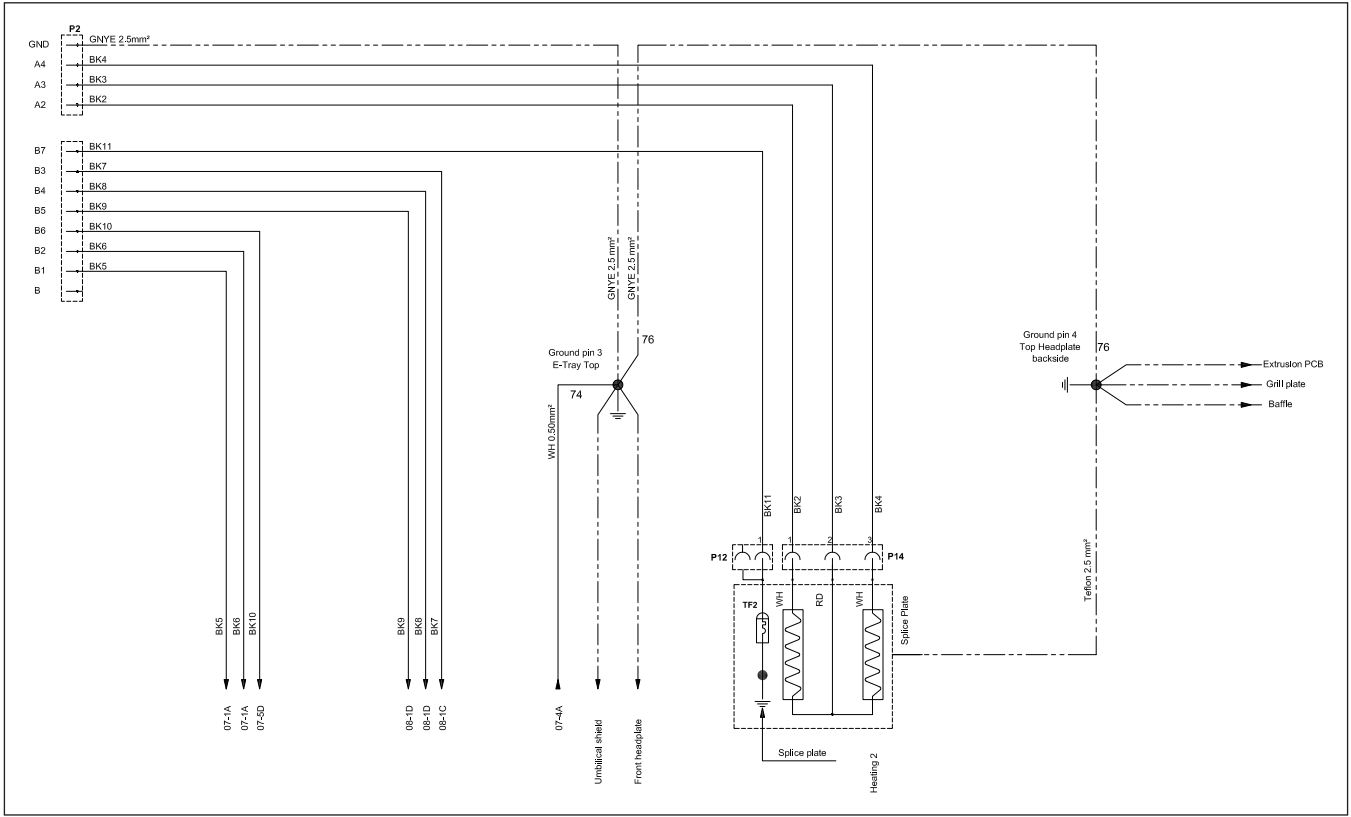 P2
GND GNYE 2.5mm²
A4 BK4
A3 BK3
A2 BK2
B7 BK11
B3 BK7
B4 BK8
B5 BK9
B6 BK10
B2 BK6
B1 BK5
B
GNYE 2.5 mm²
GNYE 2.5 mm²
76
Ground pin 3
E-Tray Top
74
WH 0.50mm²
Ground pin 4
Top Headplate
backside
76
Extrusion PCB
Grill plate
Baffle
BK11
BK2
BK3
BK4
P12
1
1
2
3
P14
TF2
WH
RD
WH
Splice Plate
Teflon 2.5 mm²
BK5
BK6
BK10
BK9
BK8
BK7
07-1A
07-1A
07-5D
08-1D
08-1D
08-1C
07-4A
Umbilical shield
Front headplate
Splice plate
Heating 2